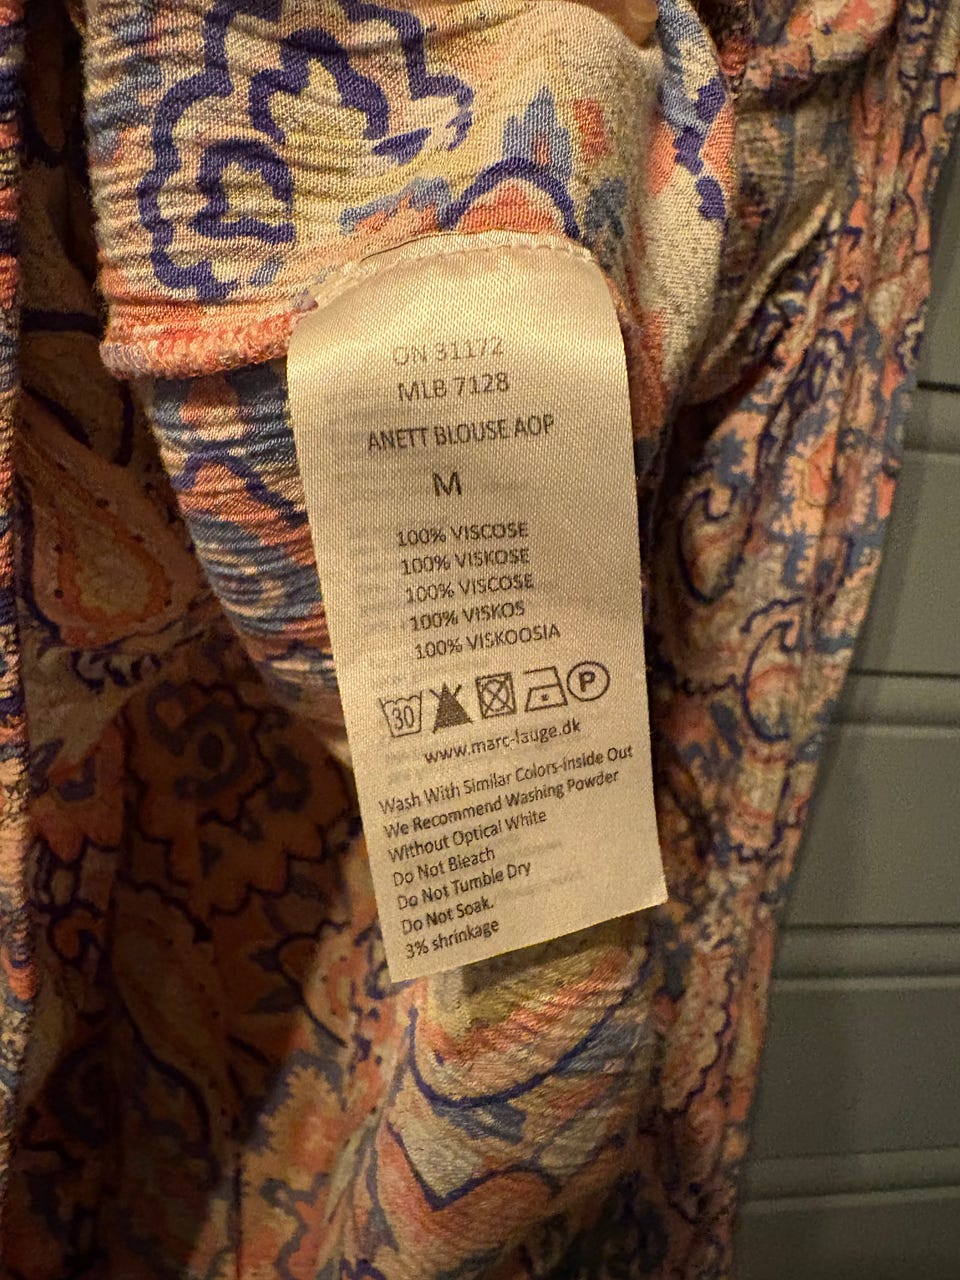 ON 31172
MLB 7128
ANETT BLOUSE AOP
M
100% VISCOSE
100% VISKOSE
100% VISCOSE
100% VISKOS
100% VISKOOSIA
30 P
www.marc-lauge.dk
Wash With Similar Colors-inside Out
We Recommend Washing Powder
Without Optical White
Do Not Bleach
Do Not Tumble Dry
Do Not Soak.
3% shrinkage